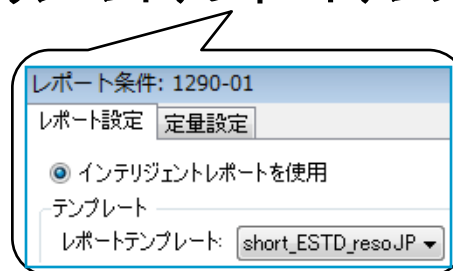 レポート条件: 1290-01
レポート設定 定量設定
インテリジェントレポートを使用
テンプレート
レポートテンプレート: short_ESTD_resoJP